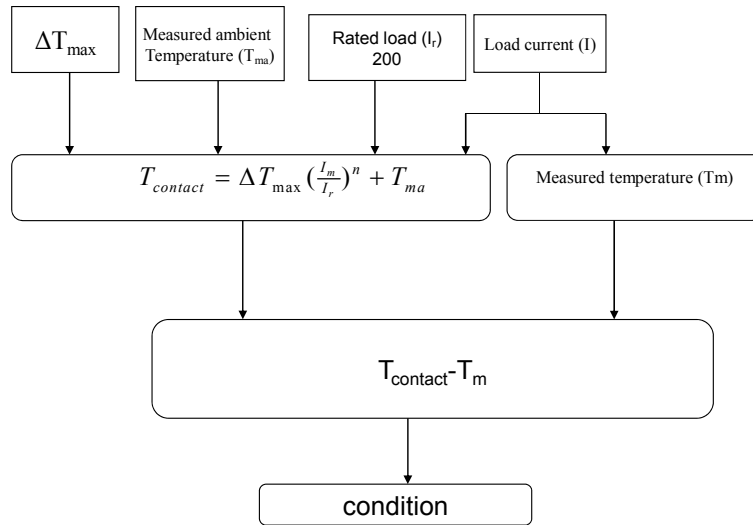 ΔT_max
Measured ambient
Temperature (T_ma)
Rated load (I_r)
200
Load current (I)
T_contact = ΔT_max (I_m/I_r)^n + T_ma
Measured temperature (Tm)
T_contact-T_m
condition